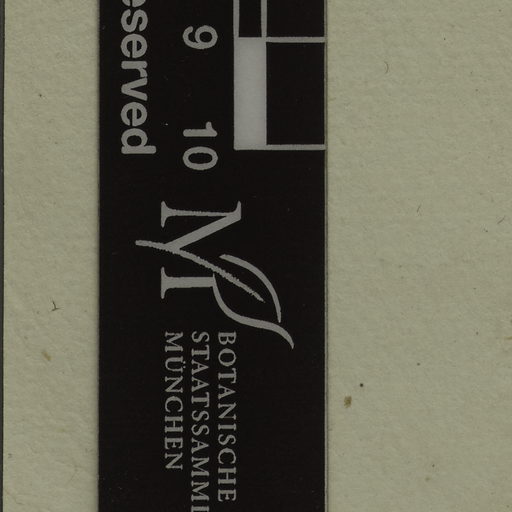 eserved
9 10
M
BOTANISCHE
STAATSSAMML
MÜNCHEN